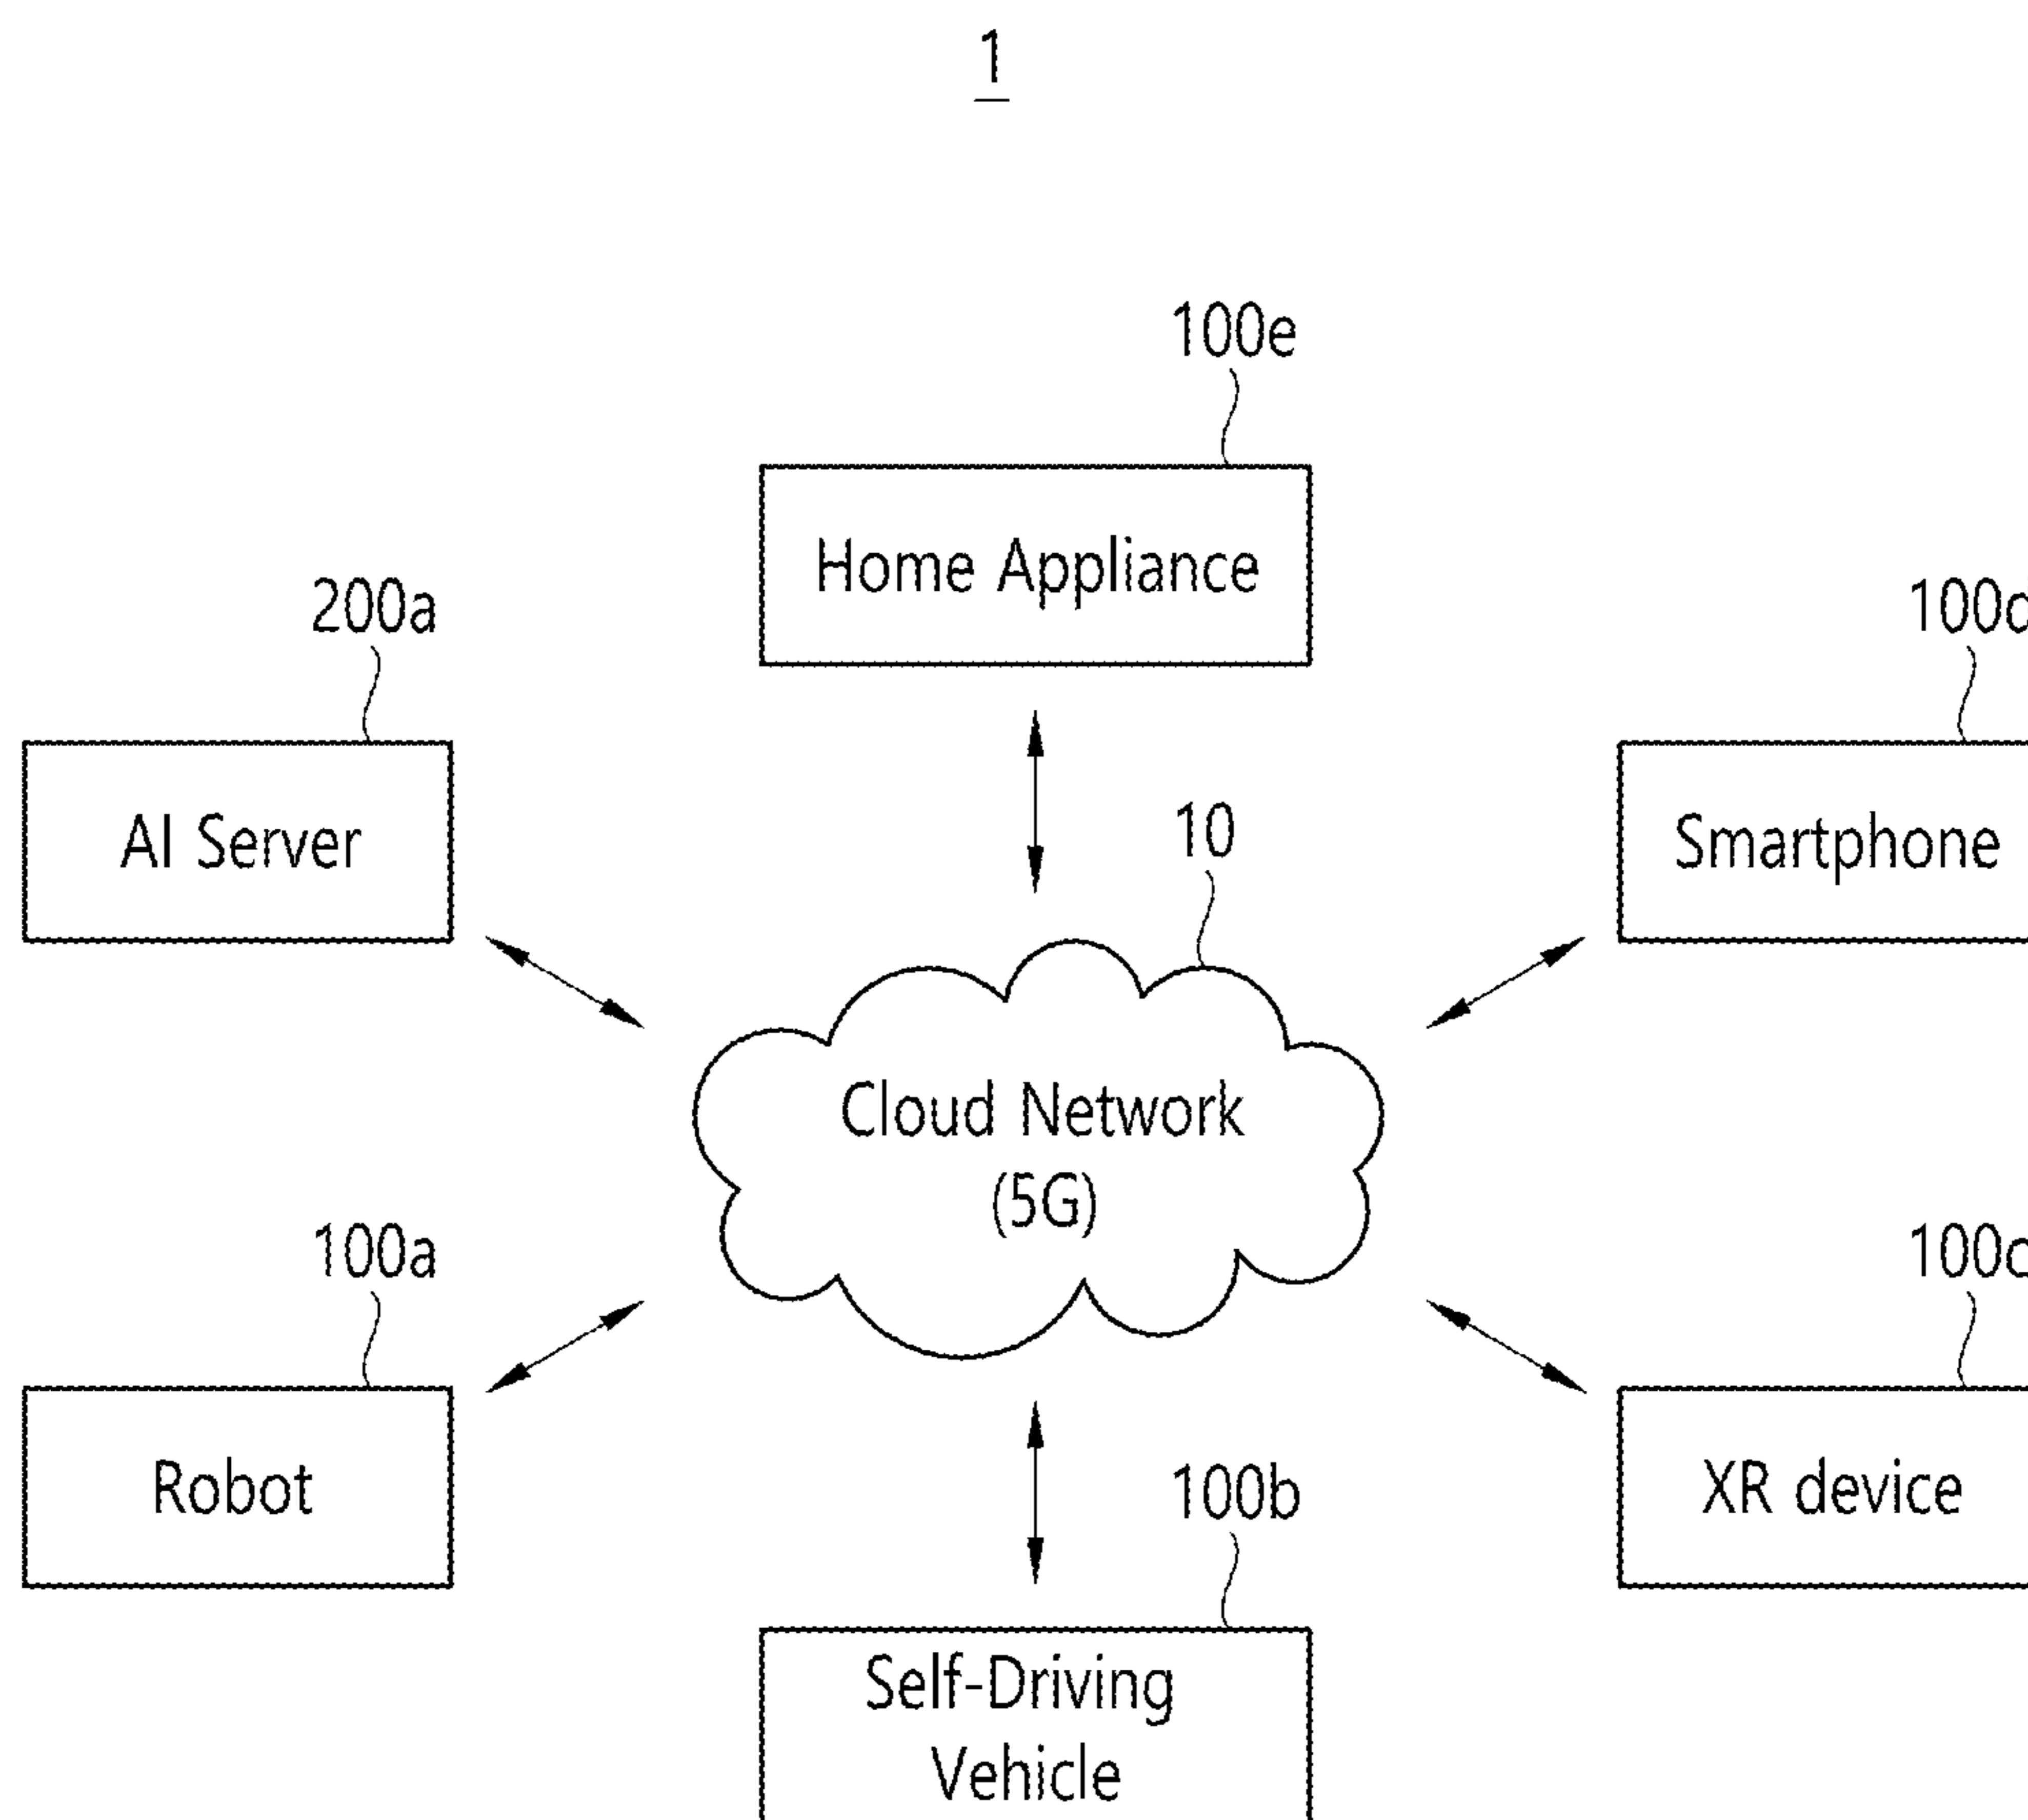 1
100e
Home Appliance
200a
AI Server
100d
Smartphone
10
Cloud Network
(5G)
100a
Robot
100c
XR device
100b
Self-Driving
Vehicle